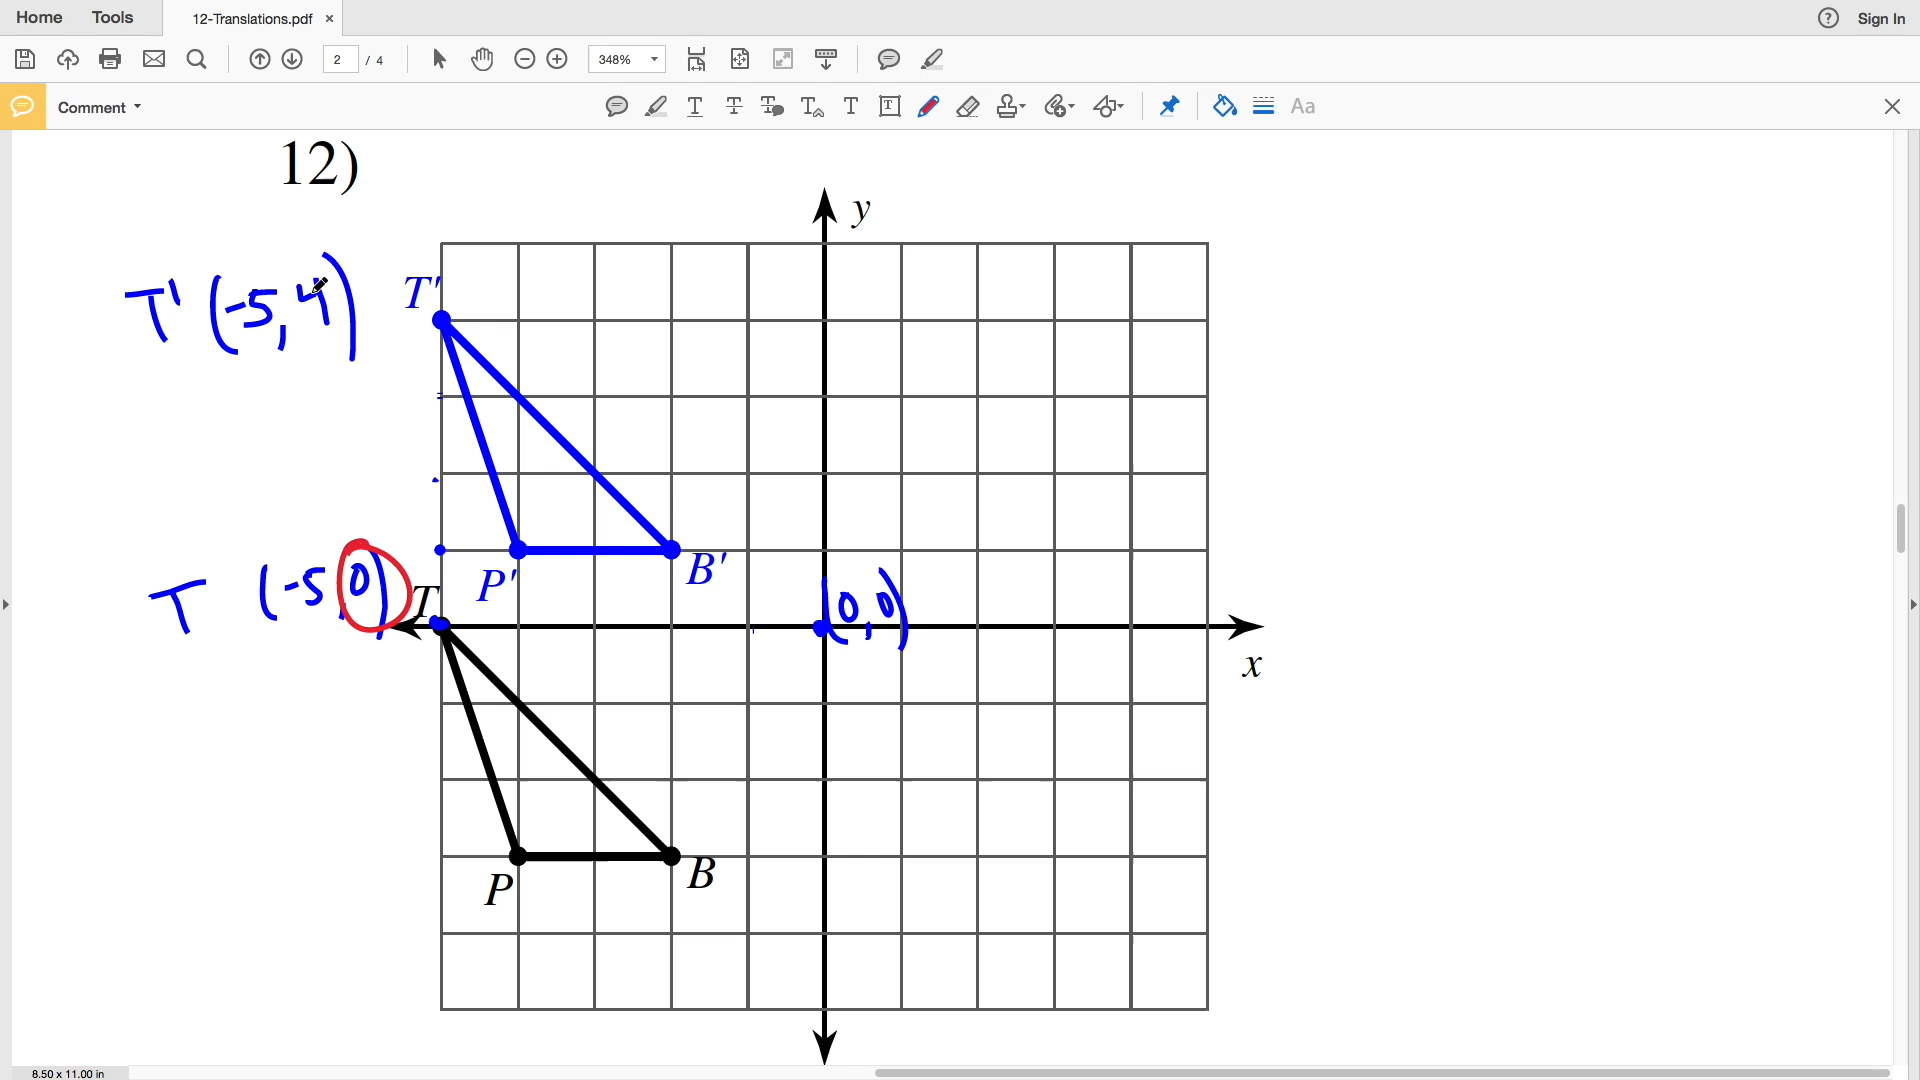 Home Tools 12-Translations.pdf × ? Sign In
2 / 4 348%
Comment Aa
12)
y
T' (-5, 4) T'
P' B'
T (-5, 0) T (0, 0)
x
P B
8.50 x 11.00 in